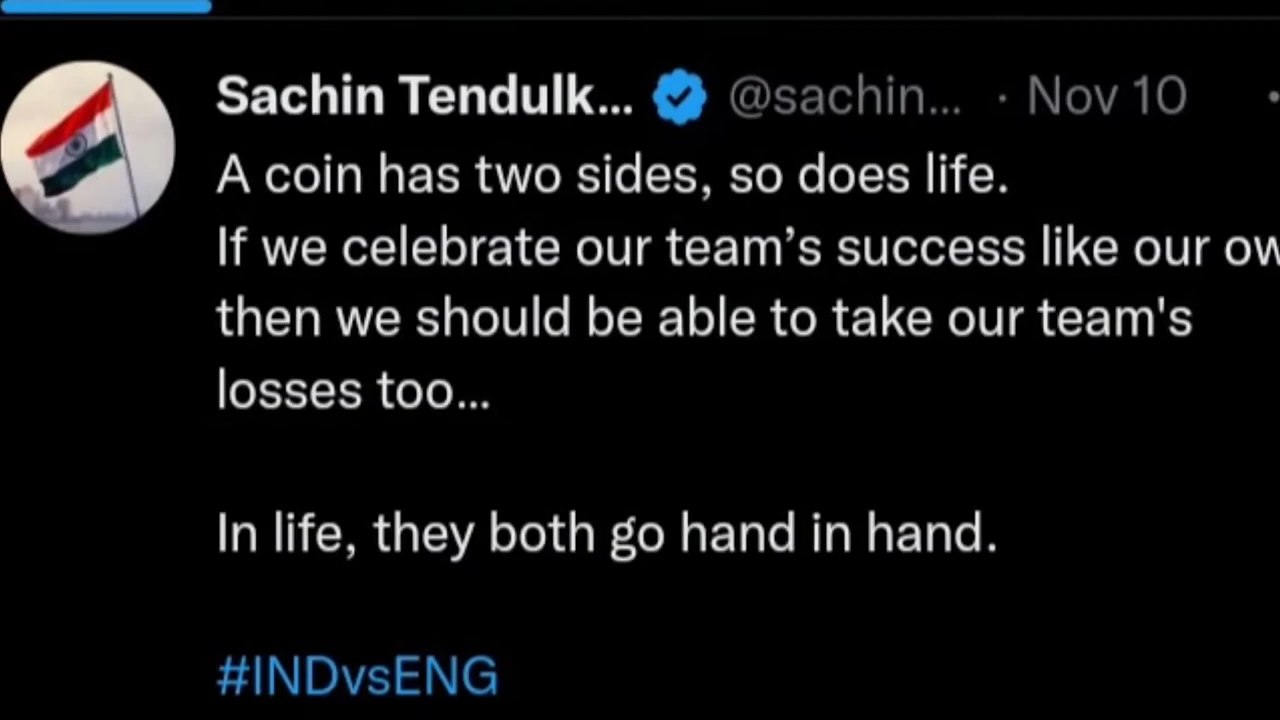 Sachin Tendulk... @sachin... · Nov 10
A coin has two sides, so does life.
If we celebrate our team’s success like our ow
then we should be able to take our team's
losses too...
In life, they both go hand in hand.
#INDvsENG